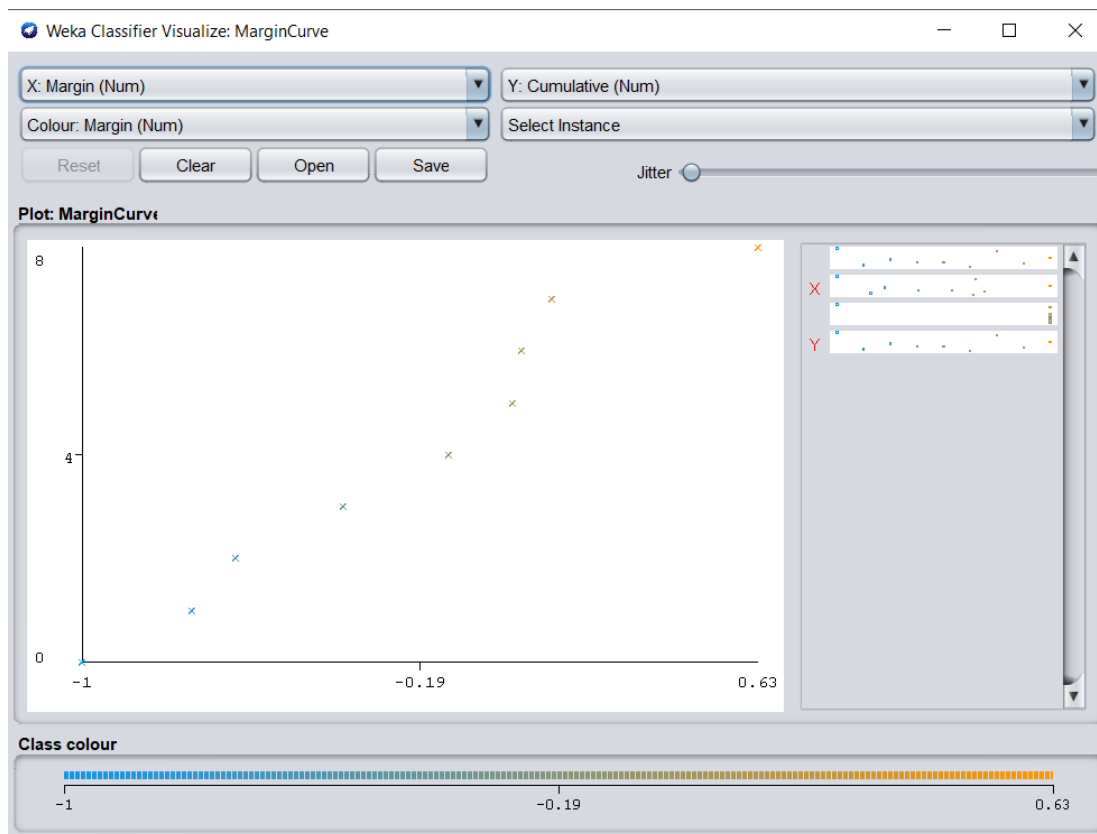 Weka Classifier Visualize: MarginCurve
X: Margin (Num)
Y: Cumulative (Num)
Colour: Margin (Num)
Select Instance
Reset
Clear
Open
Save
Jitter
Plot: MarginCurve
8
4
0
-1
-0.19
0.63
X
Y
Class colour
-1
-0.19
0.63